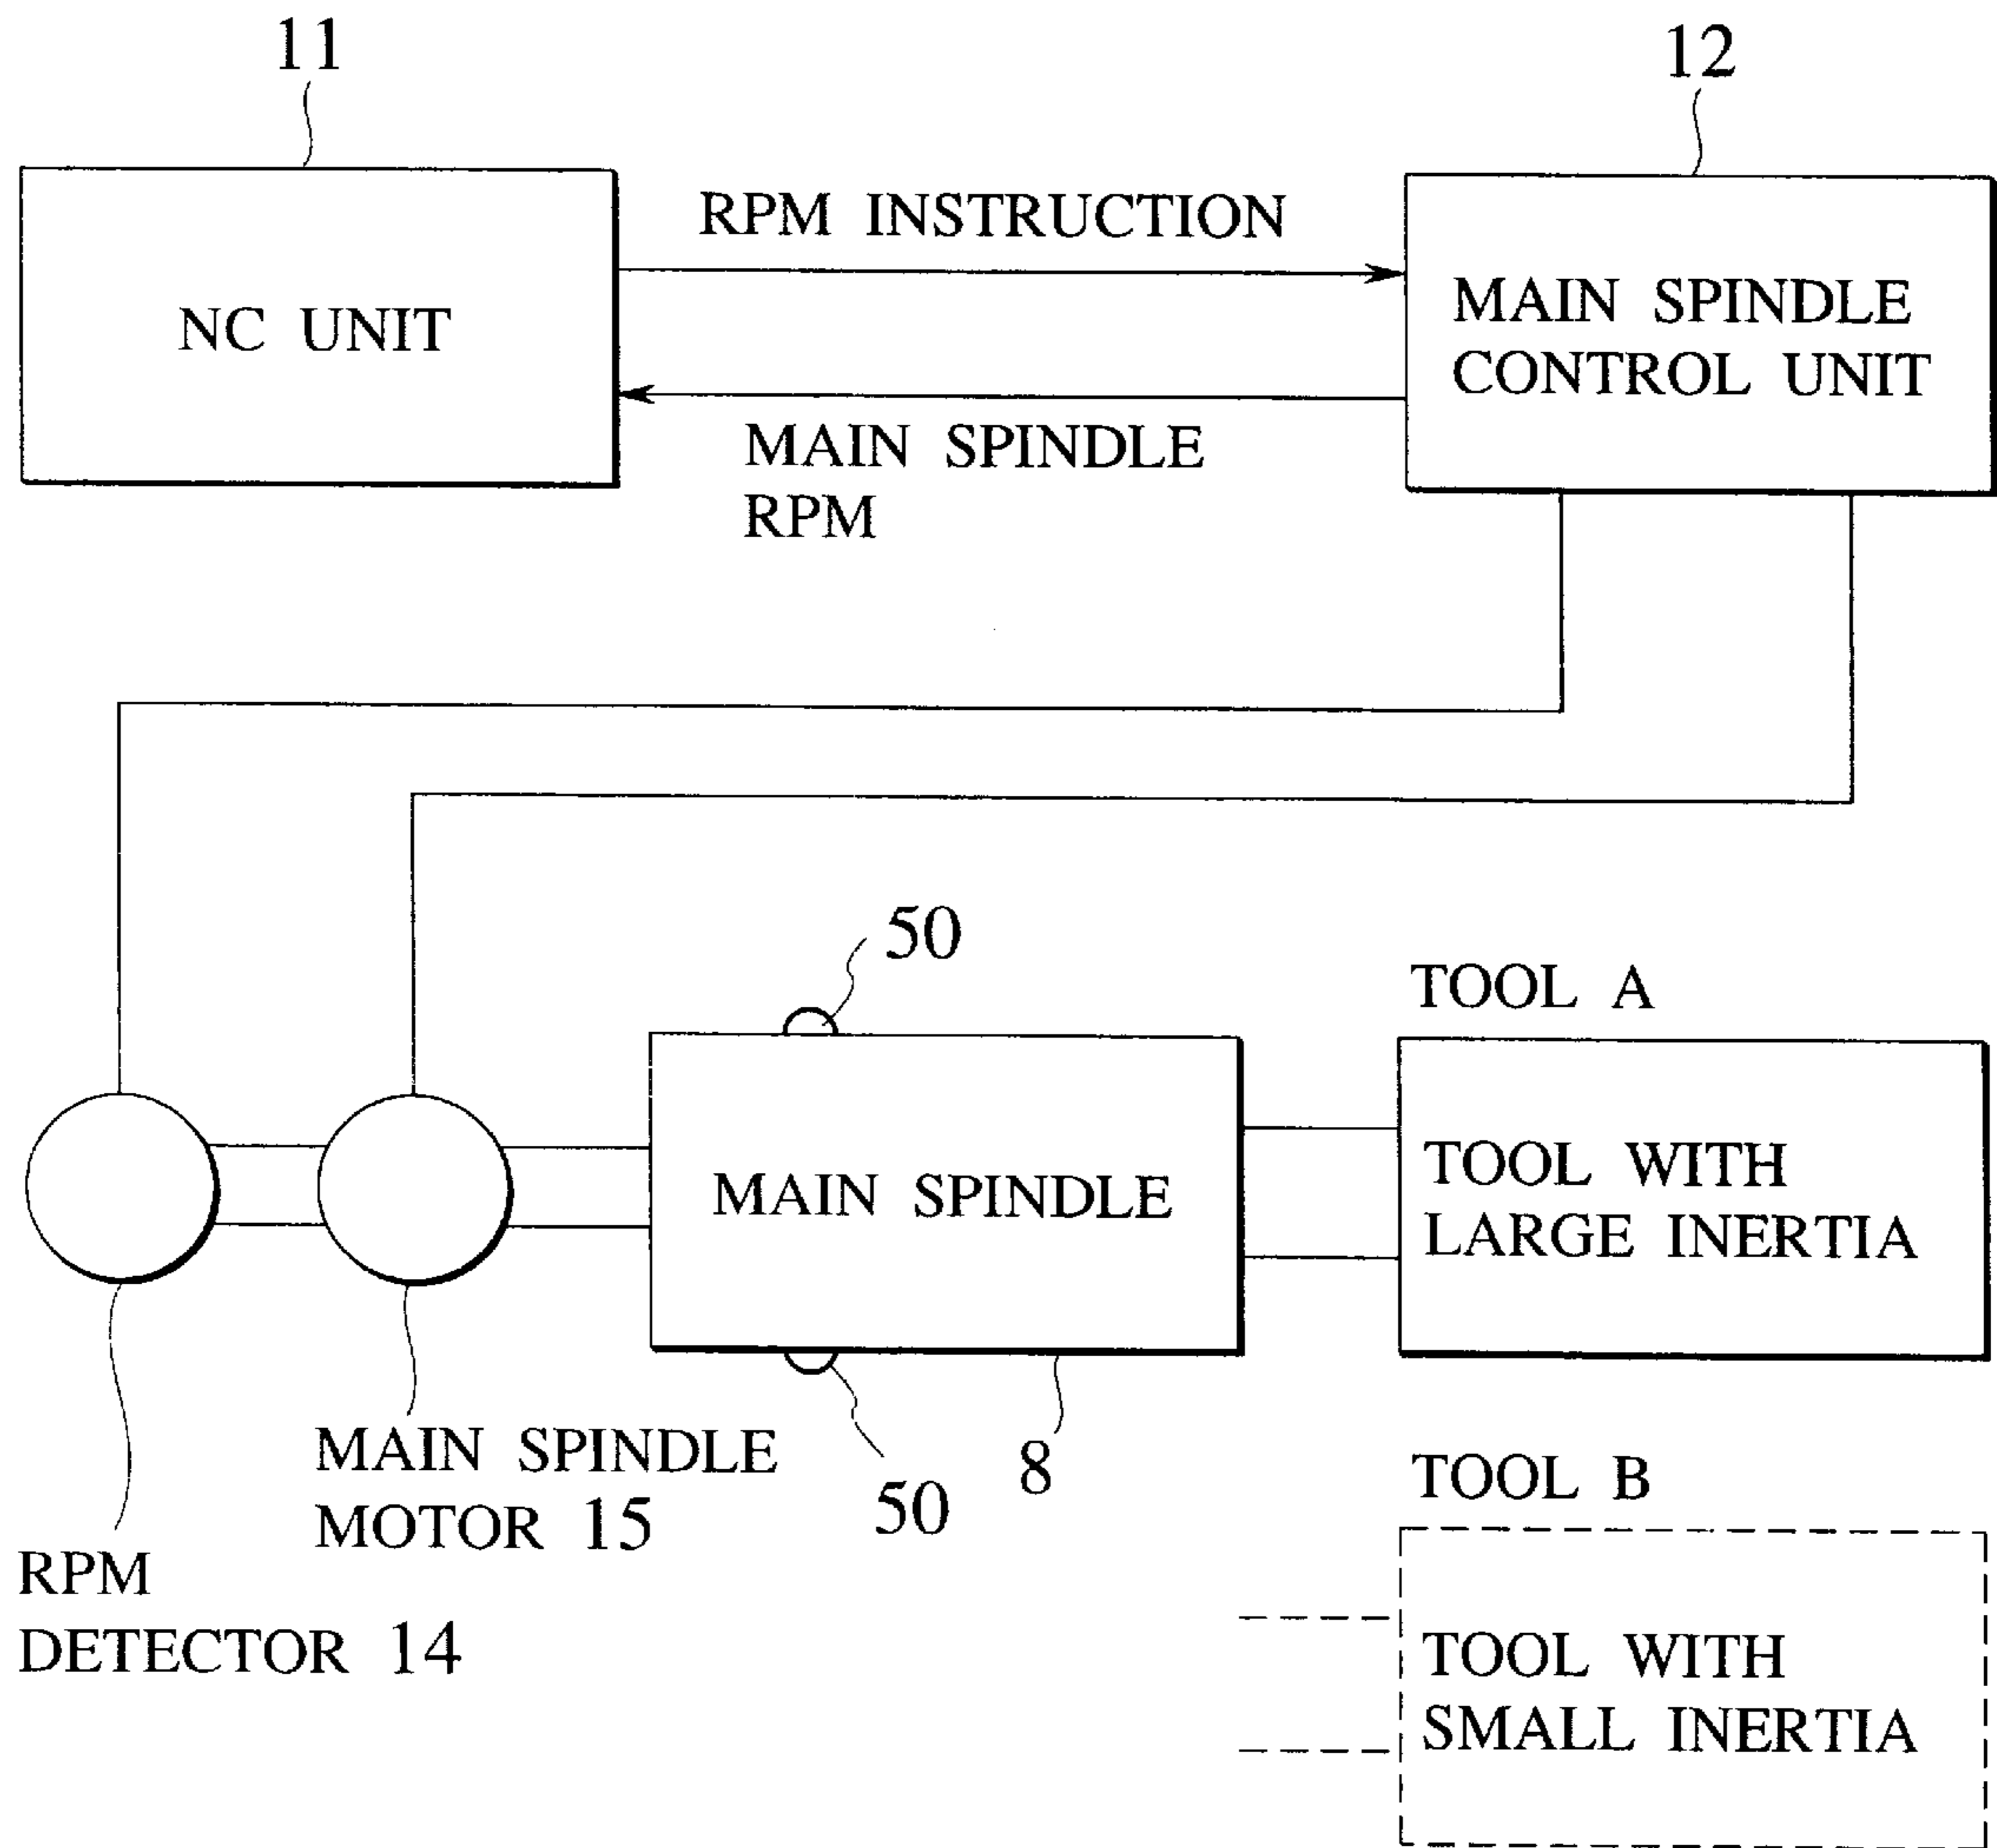 11
12
RPM INSTRUCTION
NC UNIT
MAIN SPINDLE
CONTROL UNIT
MAIN SPINDLE
RPM
50
TOOL A
MAIN SPINDLE
TOOL WITH
LARGE INERTIA
MAIN SPINDLE
MOTOR 15
50
8
RPM
DETECTOR 14
TOOL B
TOOL WITH
SMALL INERTIA